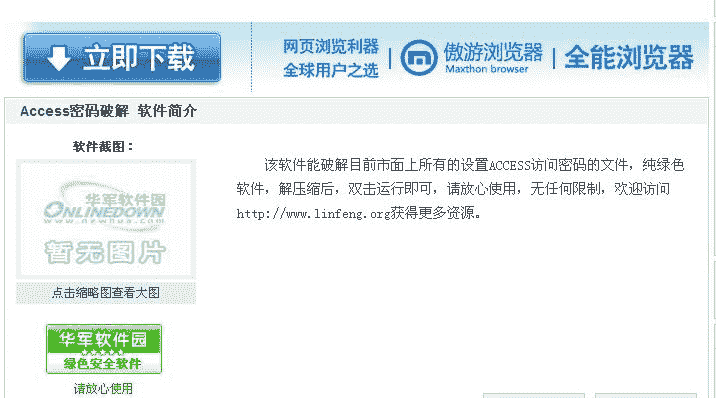 立即下载
网页浏览利器
全球用户之选
傲游浏览器
Maxthon browser
全能浏览器
Access密码破解 软件简介
软件截图：
华军软件园
ONLINEDOWN
www.newhua.com
暂无图片
点击缩略图查看大图
该软件能破解目前市面上所有的设置ACCESS访问密码的文件，纯绿色
软件，解压缩后，双击运行即可，请放心使用，无任何限制，欢迎访问
http://www.linfeng.org获得更多资源。
华军软件园
绿色安全软件
请放心使用